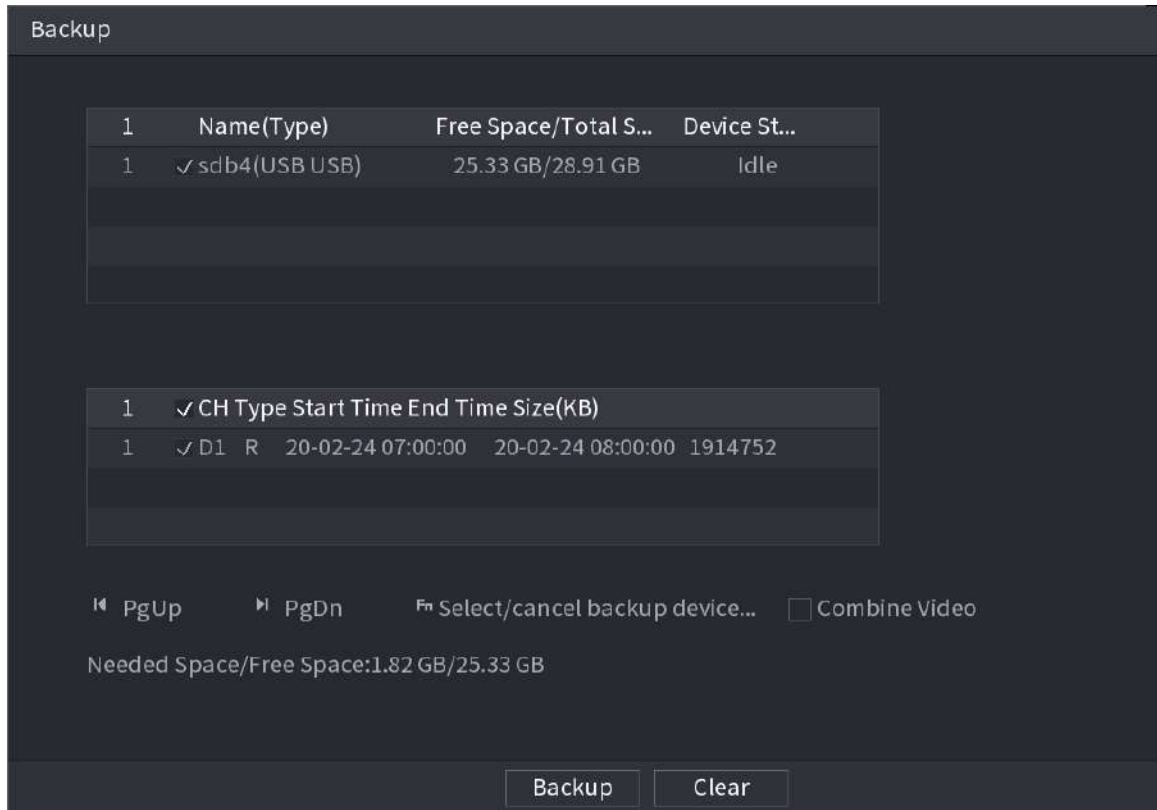 Backup
1 Name(Type) Free Space/Total S... Device St...
1 sdb4(USB USB) 25.33 GB/28.91 GB Idle
1 CH Type Start Time End Time Size(KB)
1 D1 R 20-02-24 07:00:00 20-02-24 08:00:00 1914752
PgUp PgDn Fn Select/cancel backup device... Combine Video
Needed Space/Free Space:1.82 GB/25.33 GB
Backup Clear